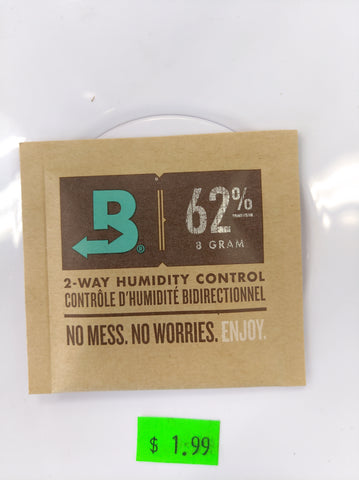 B
®
62%
8 GRAM
2-WAY HUMIDITY CONTROL
CONTRÔLE D'HUMIDITÉ BIDIRECTIONNEL
NO MESS. NO WORRIES. ENJOY.
$ 1.99